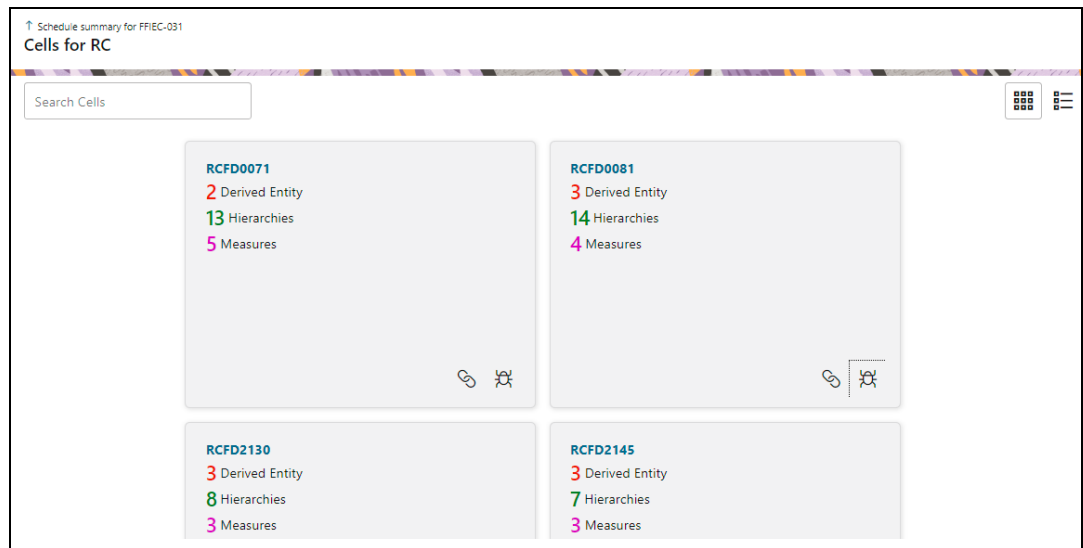 ↑ Schedule summary for FFIEC-031
Cells for RC
Search Cells
RCFD0071
2 Derived Entity
13 Hierarchies
5 Measures
RCFD0081
3 Derived Entity
14 Hierarchies
4 Measures
RCFD2130
3 Derived Entity
8 Hierarchies
3 Measures
RCFD2145
3 Derived Entity
7 Hierarchies
3 Measures